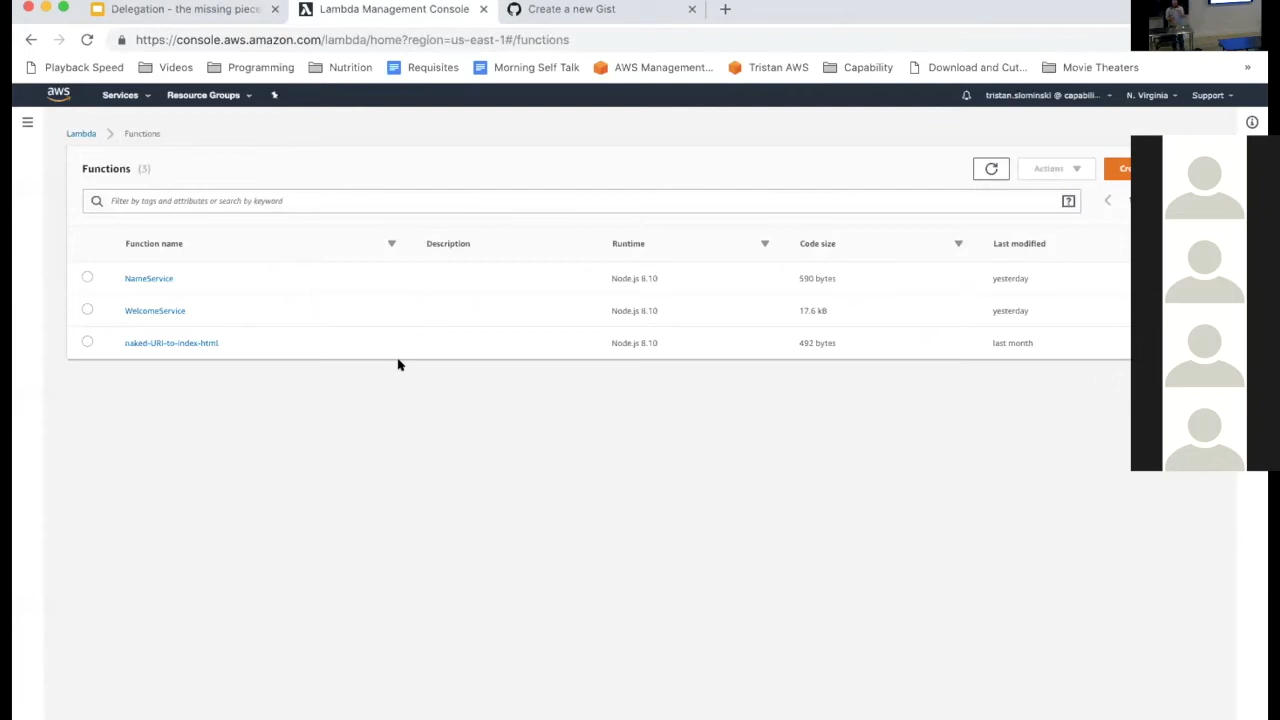 Delegation - the missing piece
Lambda Management Console
Create a new Gist
https://console.aws.amazon.com/lambda/home?region=us-east-1#/functions
Playback Speed Videos Programming Nutrition Requisites Morning Self Talk AWS Management... Tristan AWS Capability Download and Cut... Movie Theaters »
aws Services Resource Groups tristan.slominski @ capabili... N. Virginia Support
Lambda Functions
Functions (3) Actions
Filter by tags and attributes or search by keyword ?
Function name Description Runtime Code size Last modified
NameService Node.js 8.10 590 bytes yesterday
WelcomeService Node.js 8.10 17.6 kB yesterday
naked-URI-to-index-html Node.js 8.10 492 bytes last month